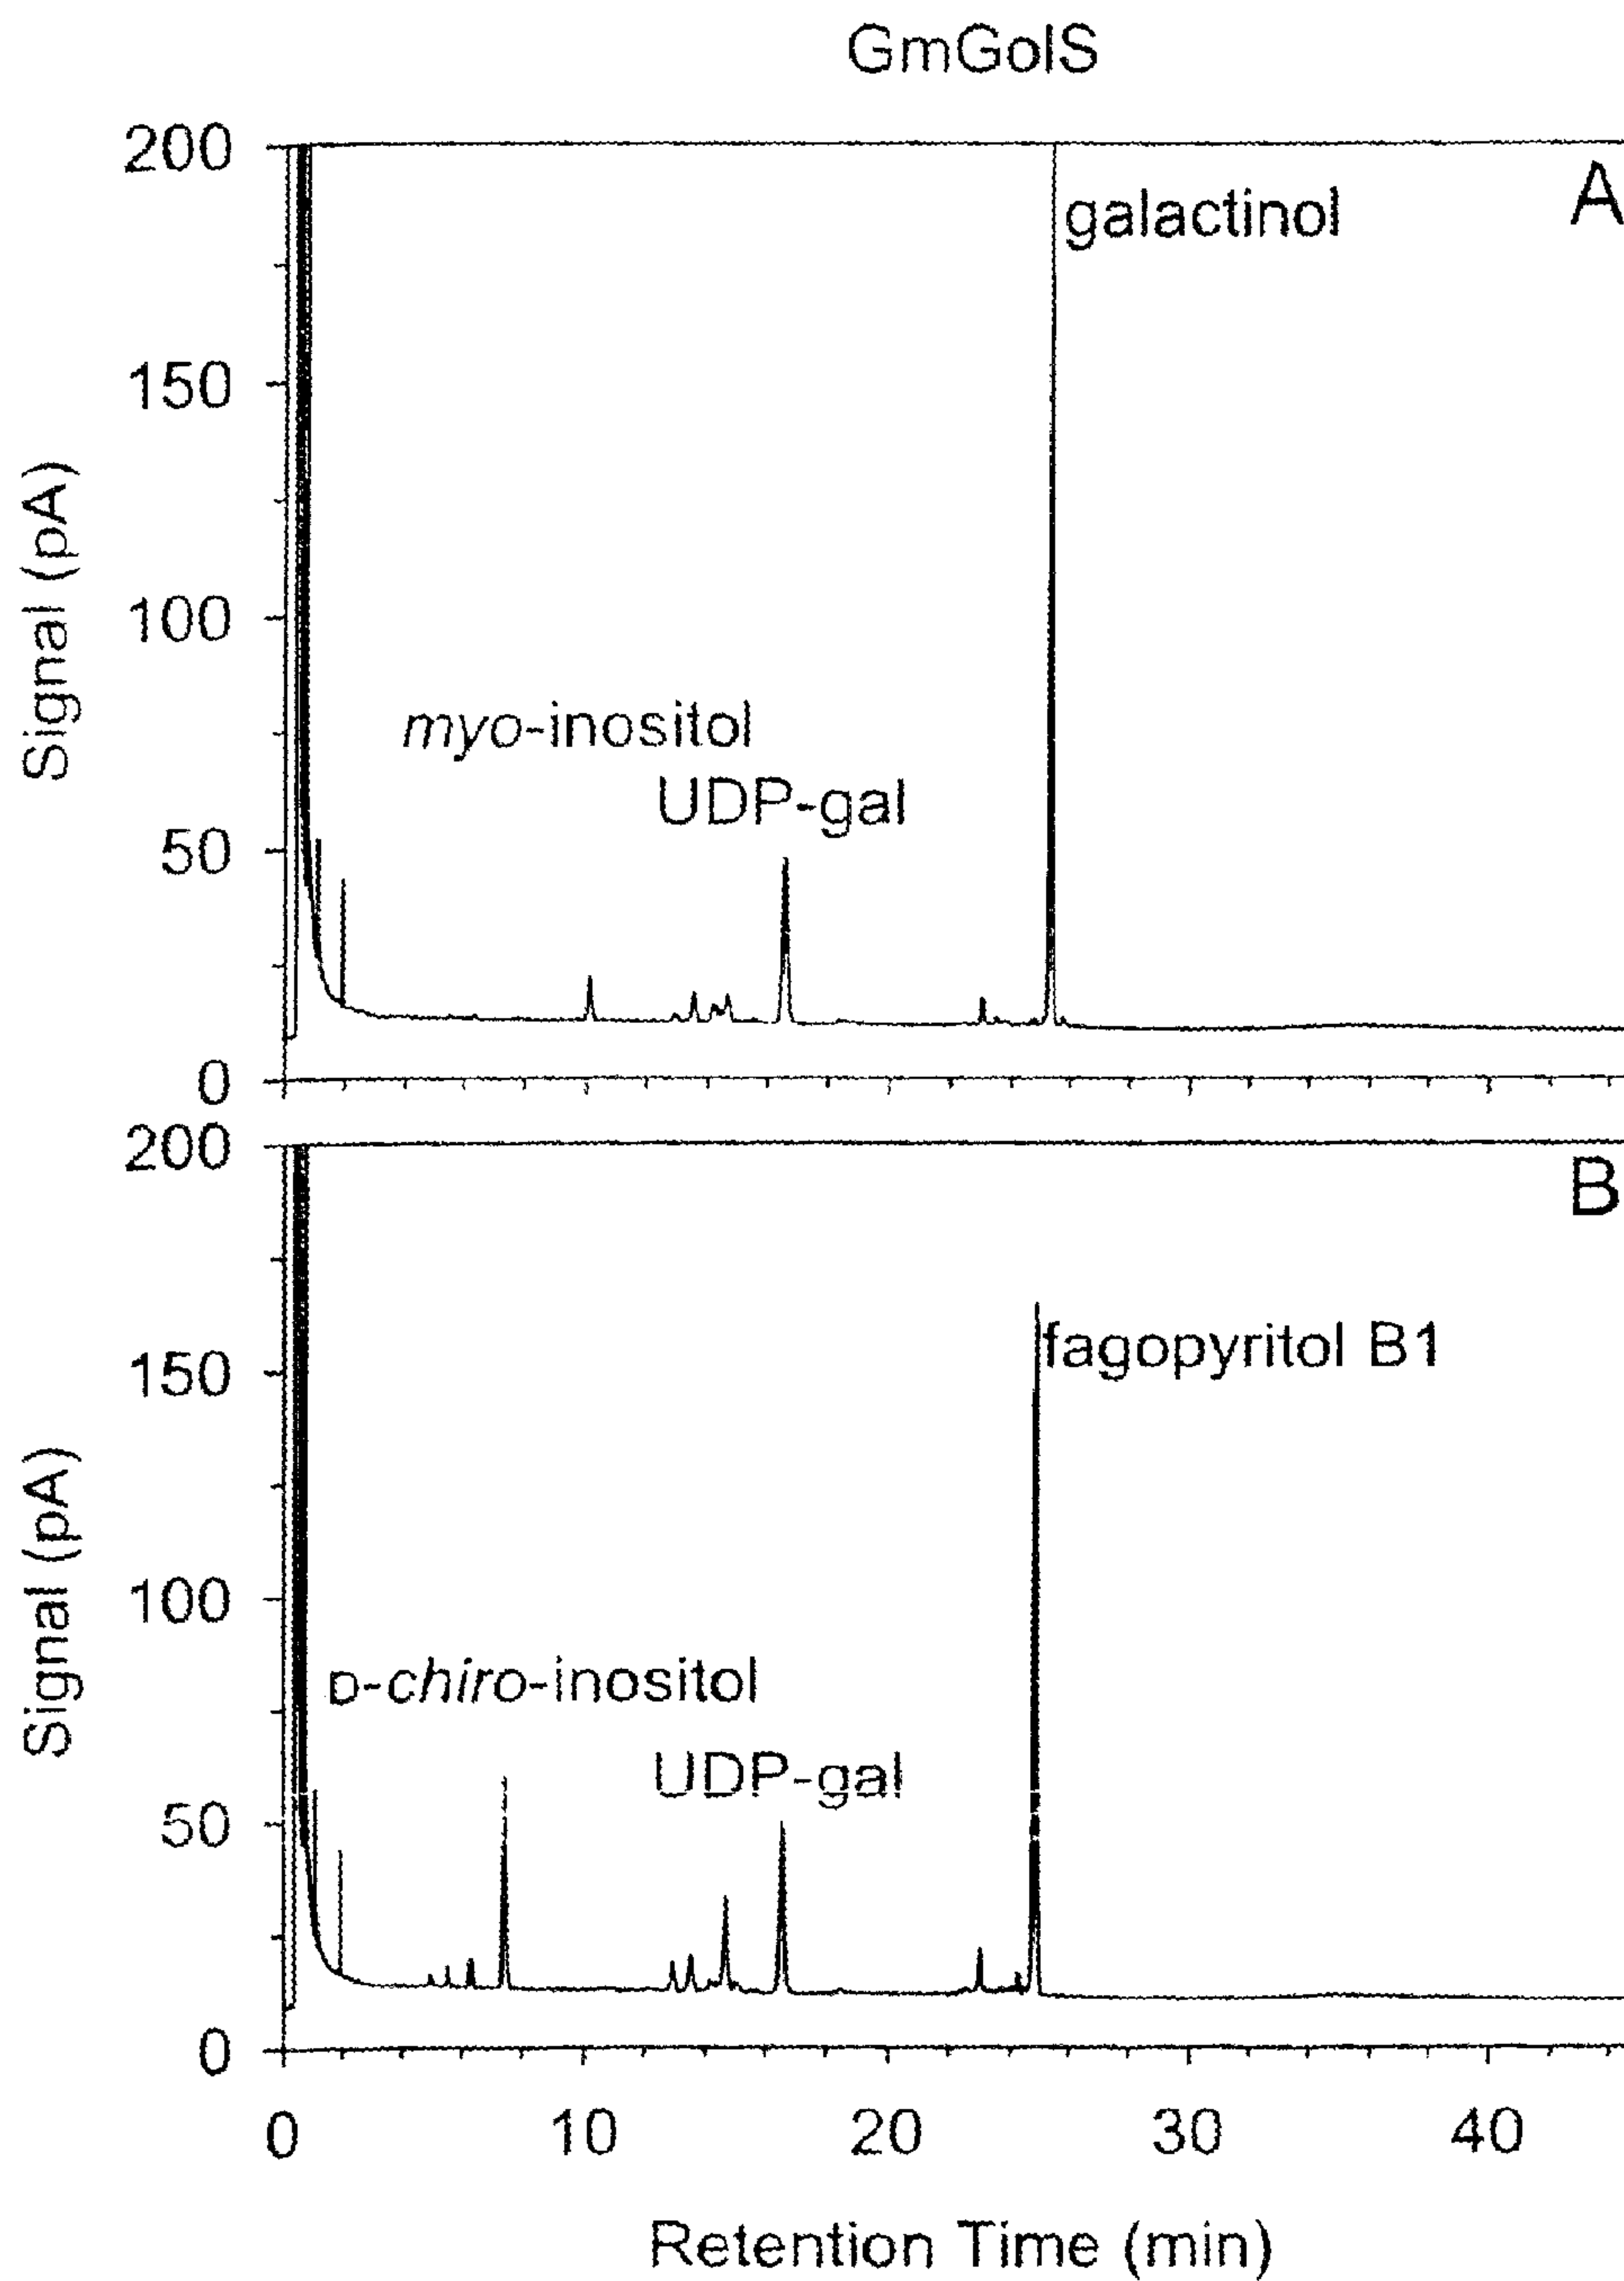 GmGolS
200
A
galactinol
150
Signal (pA)
100
myo-inositol
UDP-gal
50
0
200
B
fagopyritol B1
150
Signal (pA)
100
D-chiro-inositol
UDP-gal
50
0
0 10 20 30 40
Retention Time (min)